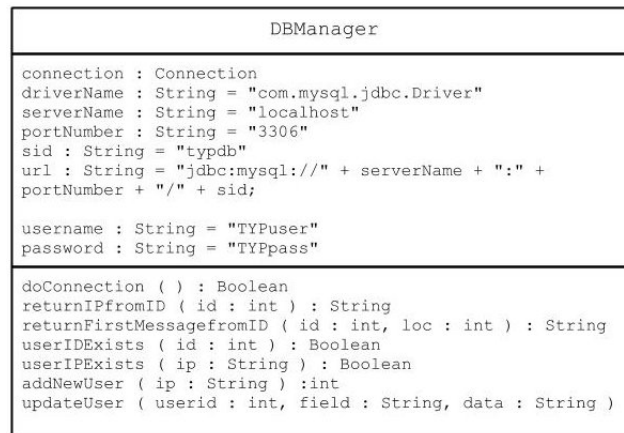 DBManager
connection : Connection
driverName : String = "com.mysql.jdbc.Driver"
serverName : String = "localhost"
portNumber : String = "3306"
sid : String = "typdb"
url : String = "jdbc:mysql://" + serverName + ":" +
portNumber + "/" + sid;
username : String = "TYPuser"
password : String = "TYPpass"
doConnection ( ) : Boolean
returnIPfromID ( id : int ) : String
returnFirstMessagefromID ( id : int, loc : int ) : String
userIDExists ( id : int ) : Boolean
userIPExists ( ip : String ) : Boolean
addNewUser ( ip : String ) :int
updateUser ( userid : int, field : String, data : String )